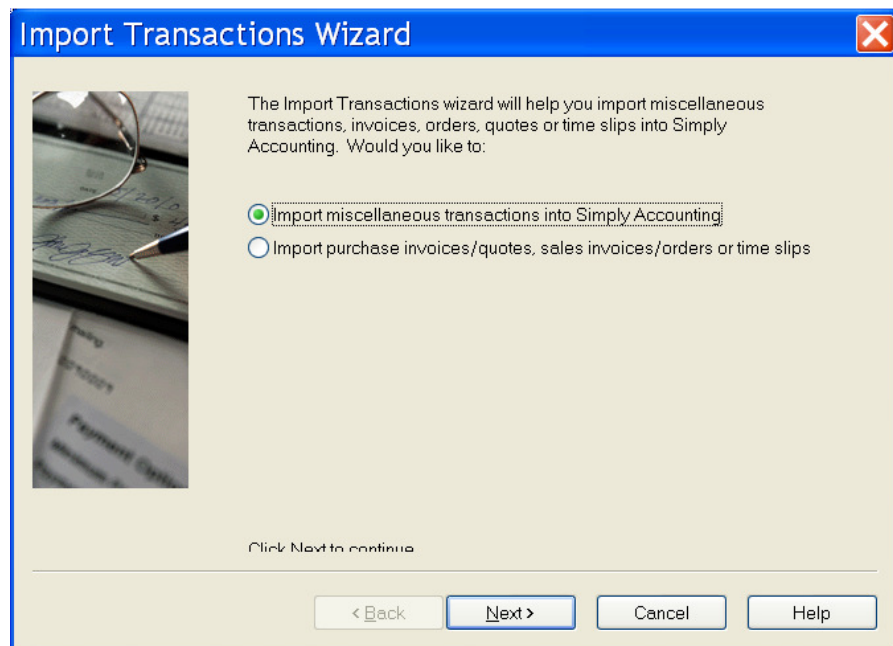 Import Transactions Wizard
The Import Transactions wizard will help you import miscellaneous
transactions, invoices, orders, quotes or time slips into Simply
Accounting. Would you like to:
Import miscellaneous transactions into Simply Accounting
Import purchase invoices/quotes, sales invoices/orders or time slips
Click Next to continue
< Back
Next >
Cancel
Help
Payment